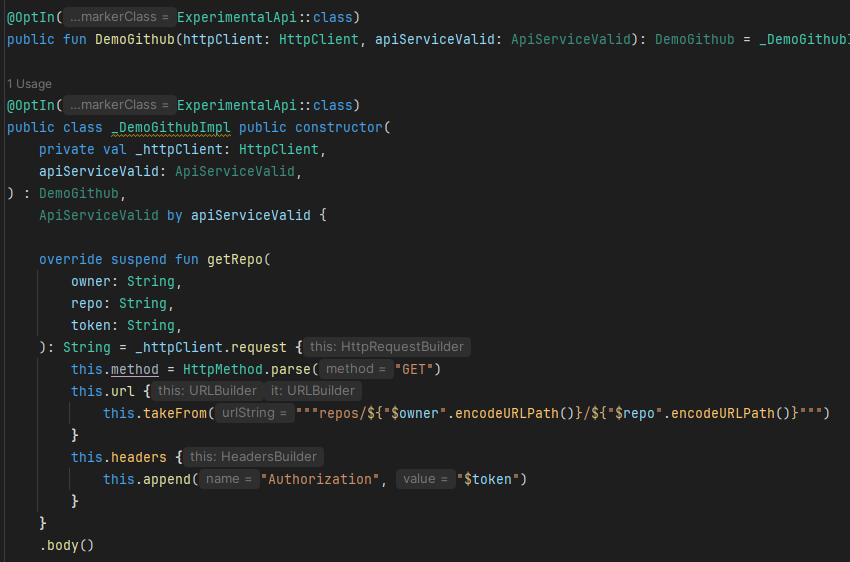 @OptIn(...markerClass = ExperimentalApi::class)
public fun DemoGithub(httpClient: HttpClient, apiServiceValid: ApiServiceValid): DemoGithub = _DemoGithubI
1 Usage
@OptIn(...markerClass = ExperimentalApi::class)
public class _DemoGithubImpl public constructor(
    private val _httpClient: HttpClient,
    apiServiceValid: ApiServiceValid,
) : DemoGithub,
    ApiServiceValid by apiServiceValid {
    override suspend fun getRepo(
        owner: String,
        repo: String,
        token: String,
    ): String = _httpClient.request { this: HttpRequestBuilder
        this.method = HttpMethod.parse( method = "GET")
        this.url { this: URLBuilder it: URLBuilder
            this.takeFrom( urlString = """repos/${"$owner".encodeURLPath()}/${"$repo".encodeURLPath()}""")
        }
        this.headers { this: HeadersBuilder
            this.append( name = "Authorization", value = "$token")
        }
    }
    .body()